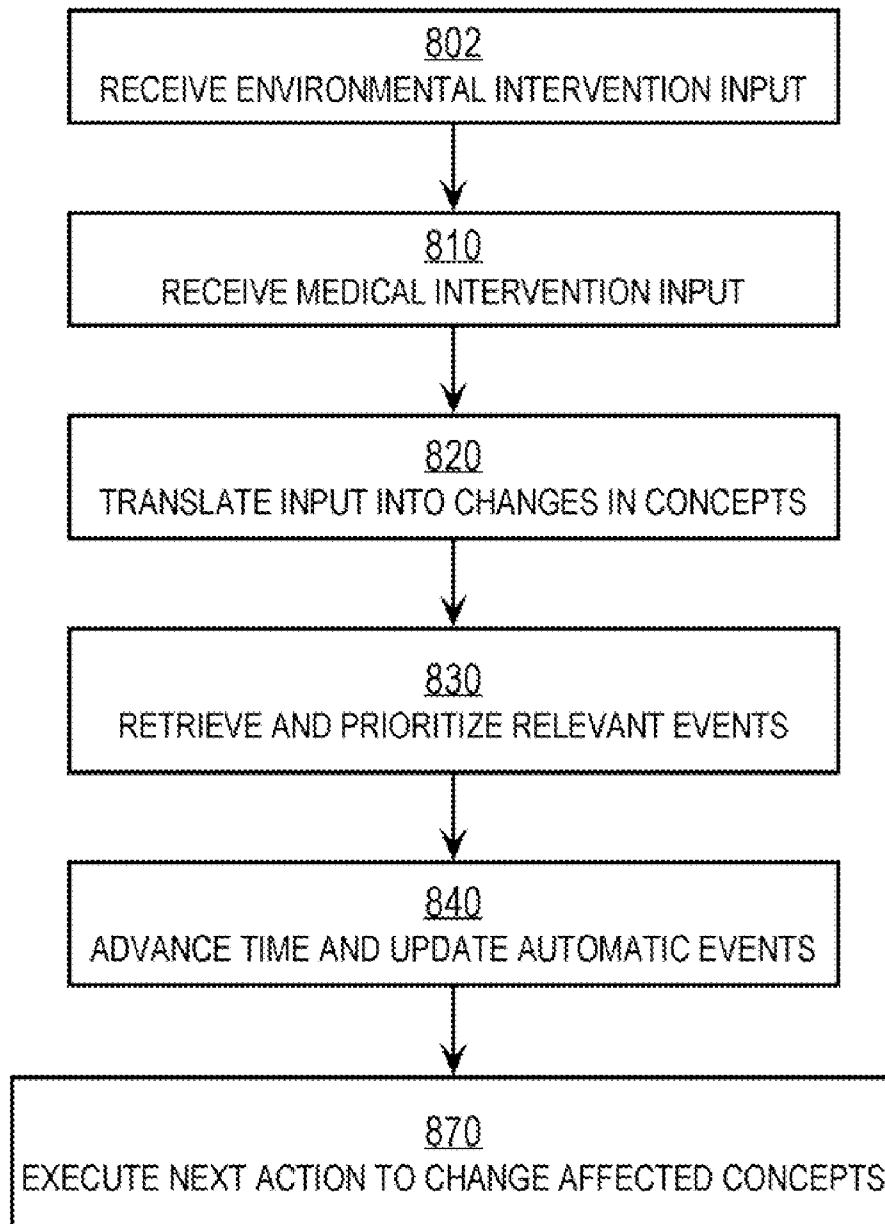 802
RECEIVE ENVIRONMENTAL INTERVENTION INPUT
810
RECEIVE MEDICAL INTERVENTION INPUT
820
TRANSLATE INPUT INTO CHANGES IN CONCEPTS
830
RETRIEVE AND PRIORITIZE RELEVANT EVENTS
840
ADVANCE TIME AND UPDATE AUTOMATIC EVENTS
870
EXECUTE NEXT ACTION TO CHANGE AFFECTED CONCEPTS